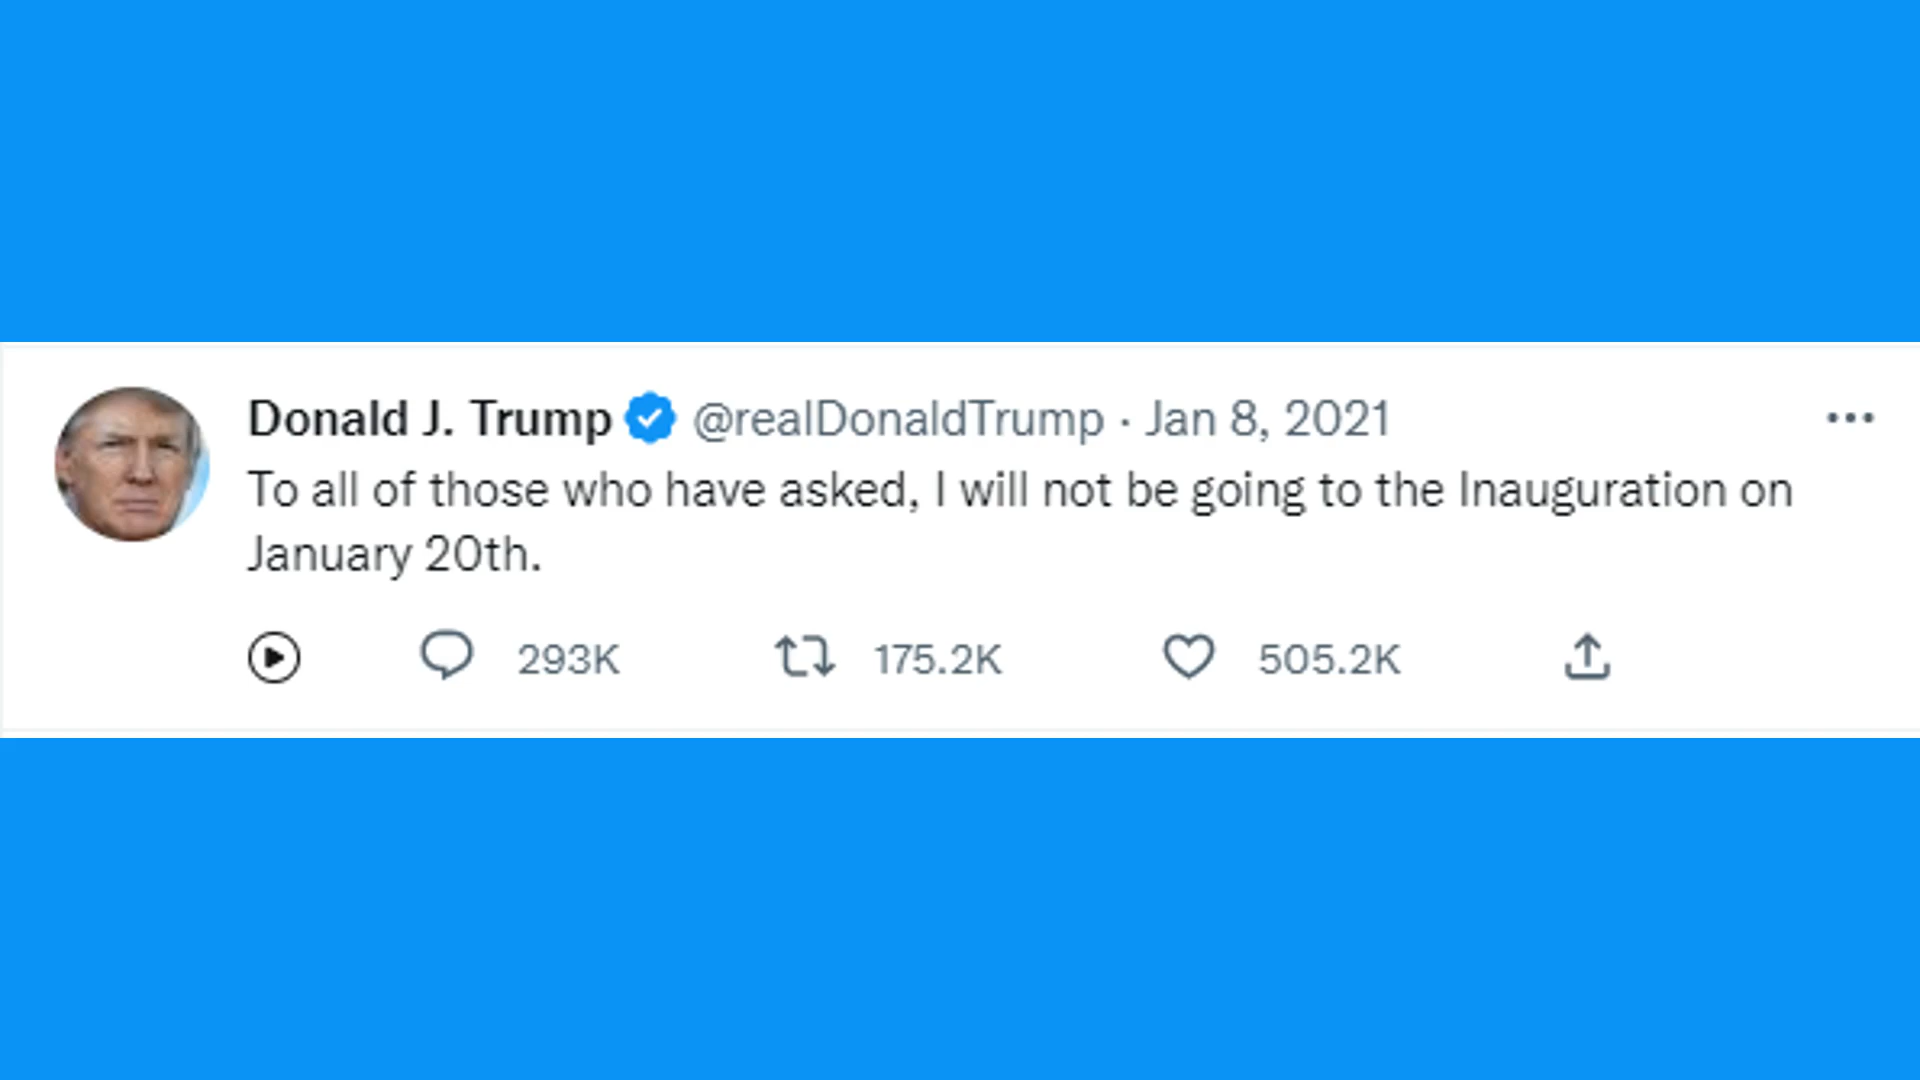 Donald J. Trump @realDonaldTrump · Jan 8, 2021
To all of those who have asked, I will not be going to the Inauguration on
January 20th.
293K 175.2K 505.2K